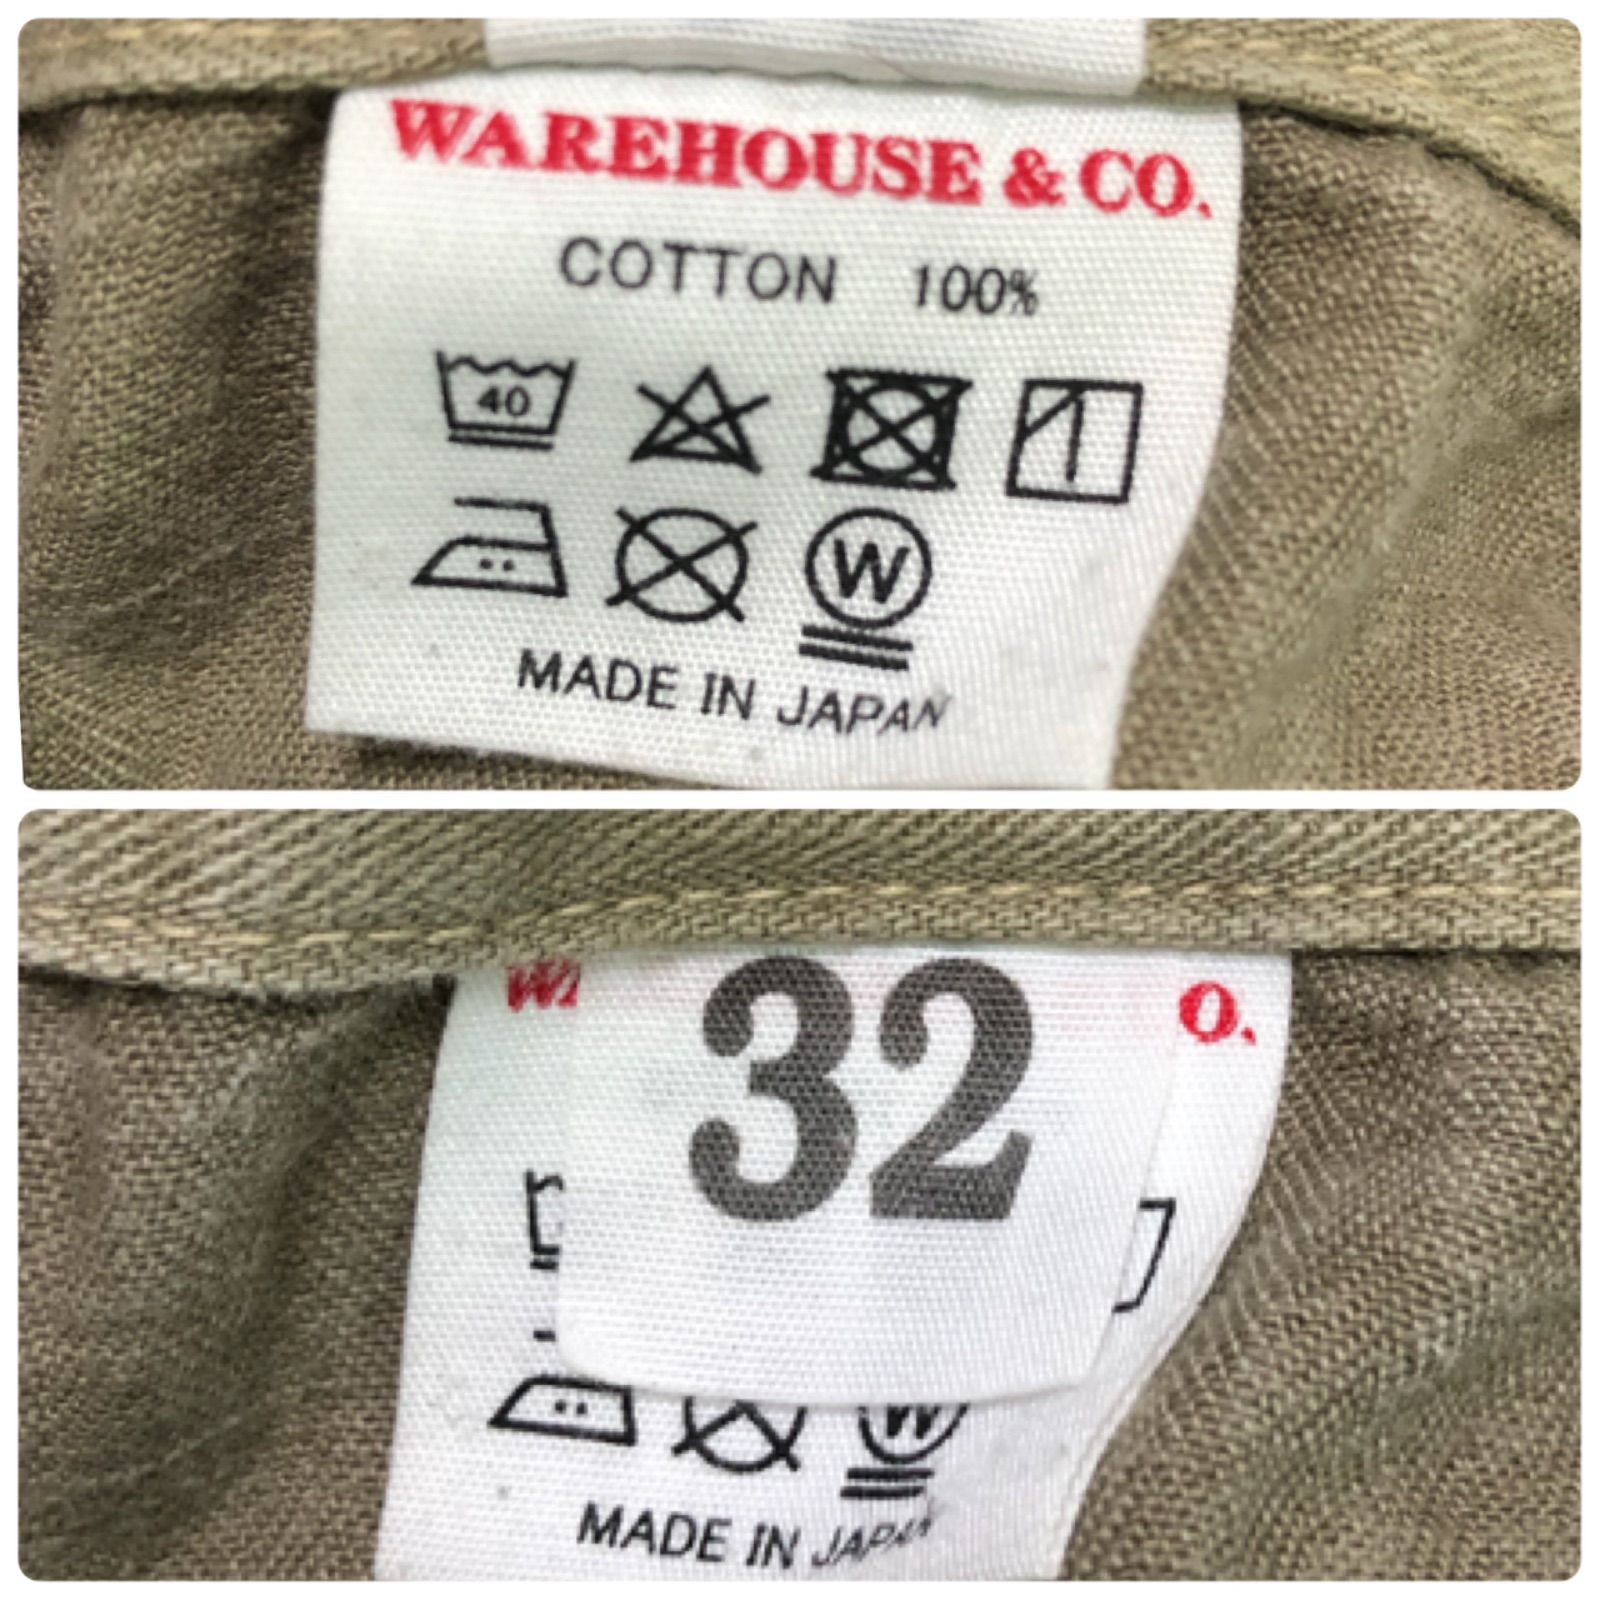 WAREHOUSE & CO.
COTTON 100%
40
W
MADE IN JAPAN
32
O.
W
MADE IN JAPAN